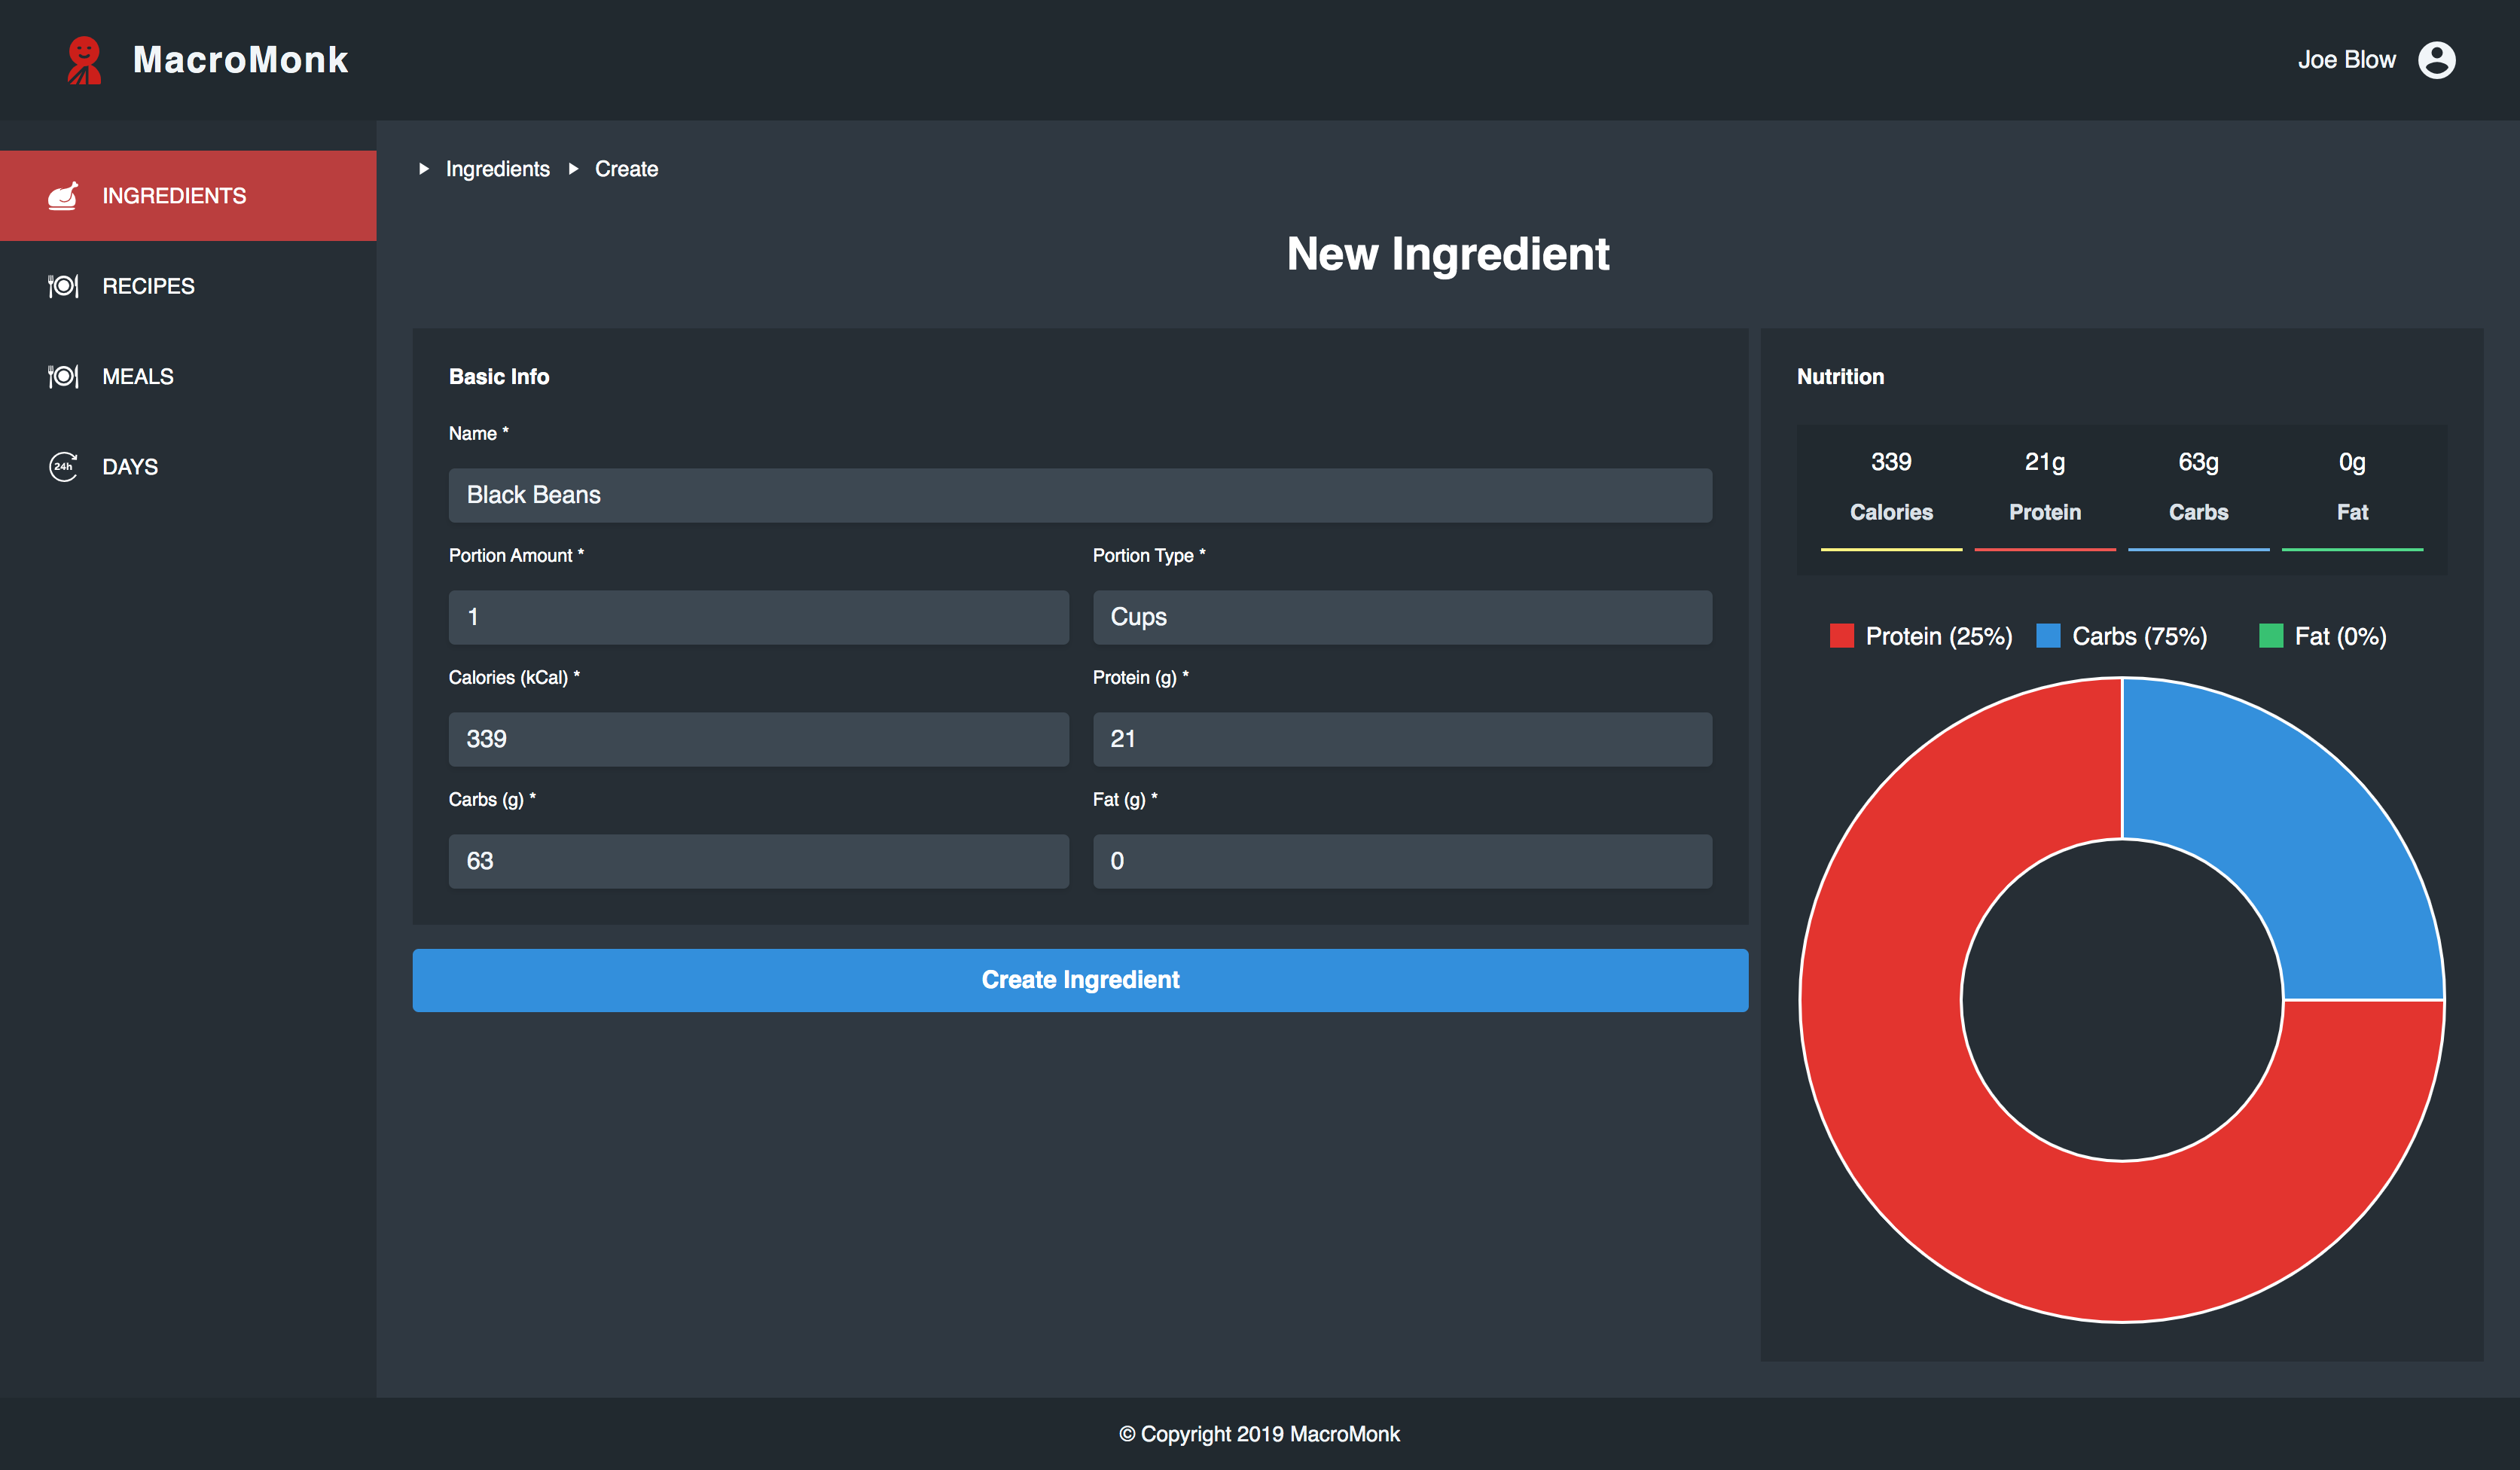 MacroMonk
Joe Blow
INGREDIENTS
RECIPES
MEALS
24h
DAYS
Ingredients Create
New Ingredient
Basic Info
Name *
Black Beans
Portion Amount * Portion Type *
1 Cups
Calories (kCal) * Protein (g) *
339 21
Carbs (g) * Fat (g) *
63 0
Create Ingredient
Nutrition
339 21g 63g 0g
Calories Protein Carbs Fat
Protein (25%) Carbs (75%) Fat (0%)
© Copyright 2019 MacroMonk